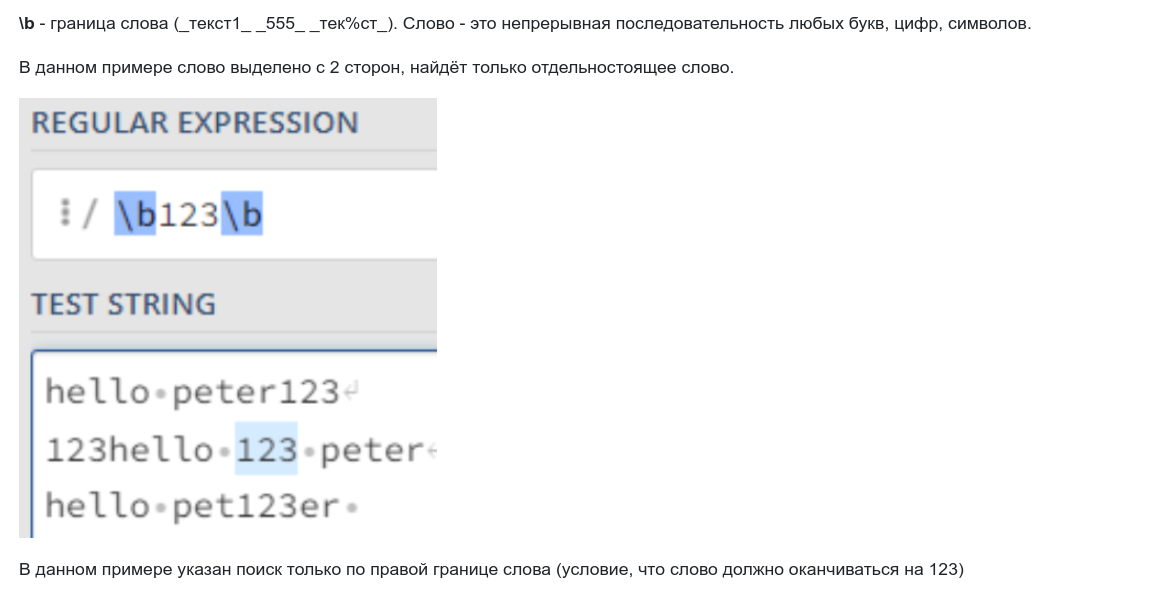 \b - граница слова (_текст1_ _555_ _тек%ст_). Слово - это непрерывная последовательность любых букв, цифр, символов.
В данном примере слово выделено с 2 сторон, найдёт только отдельностоящее слово.
REGULAR EXPRESSION
/ \b123\b
TEST STRING
hello·peter123↵
123hello·123·peter↵
hello·pet123er·
В данном примере указан поиск только по правой границе слова (условие, что слово должно оканчиваться на 123)